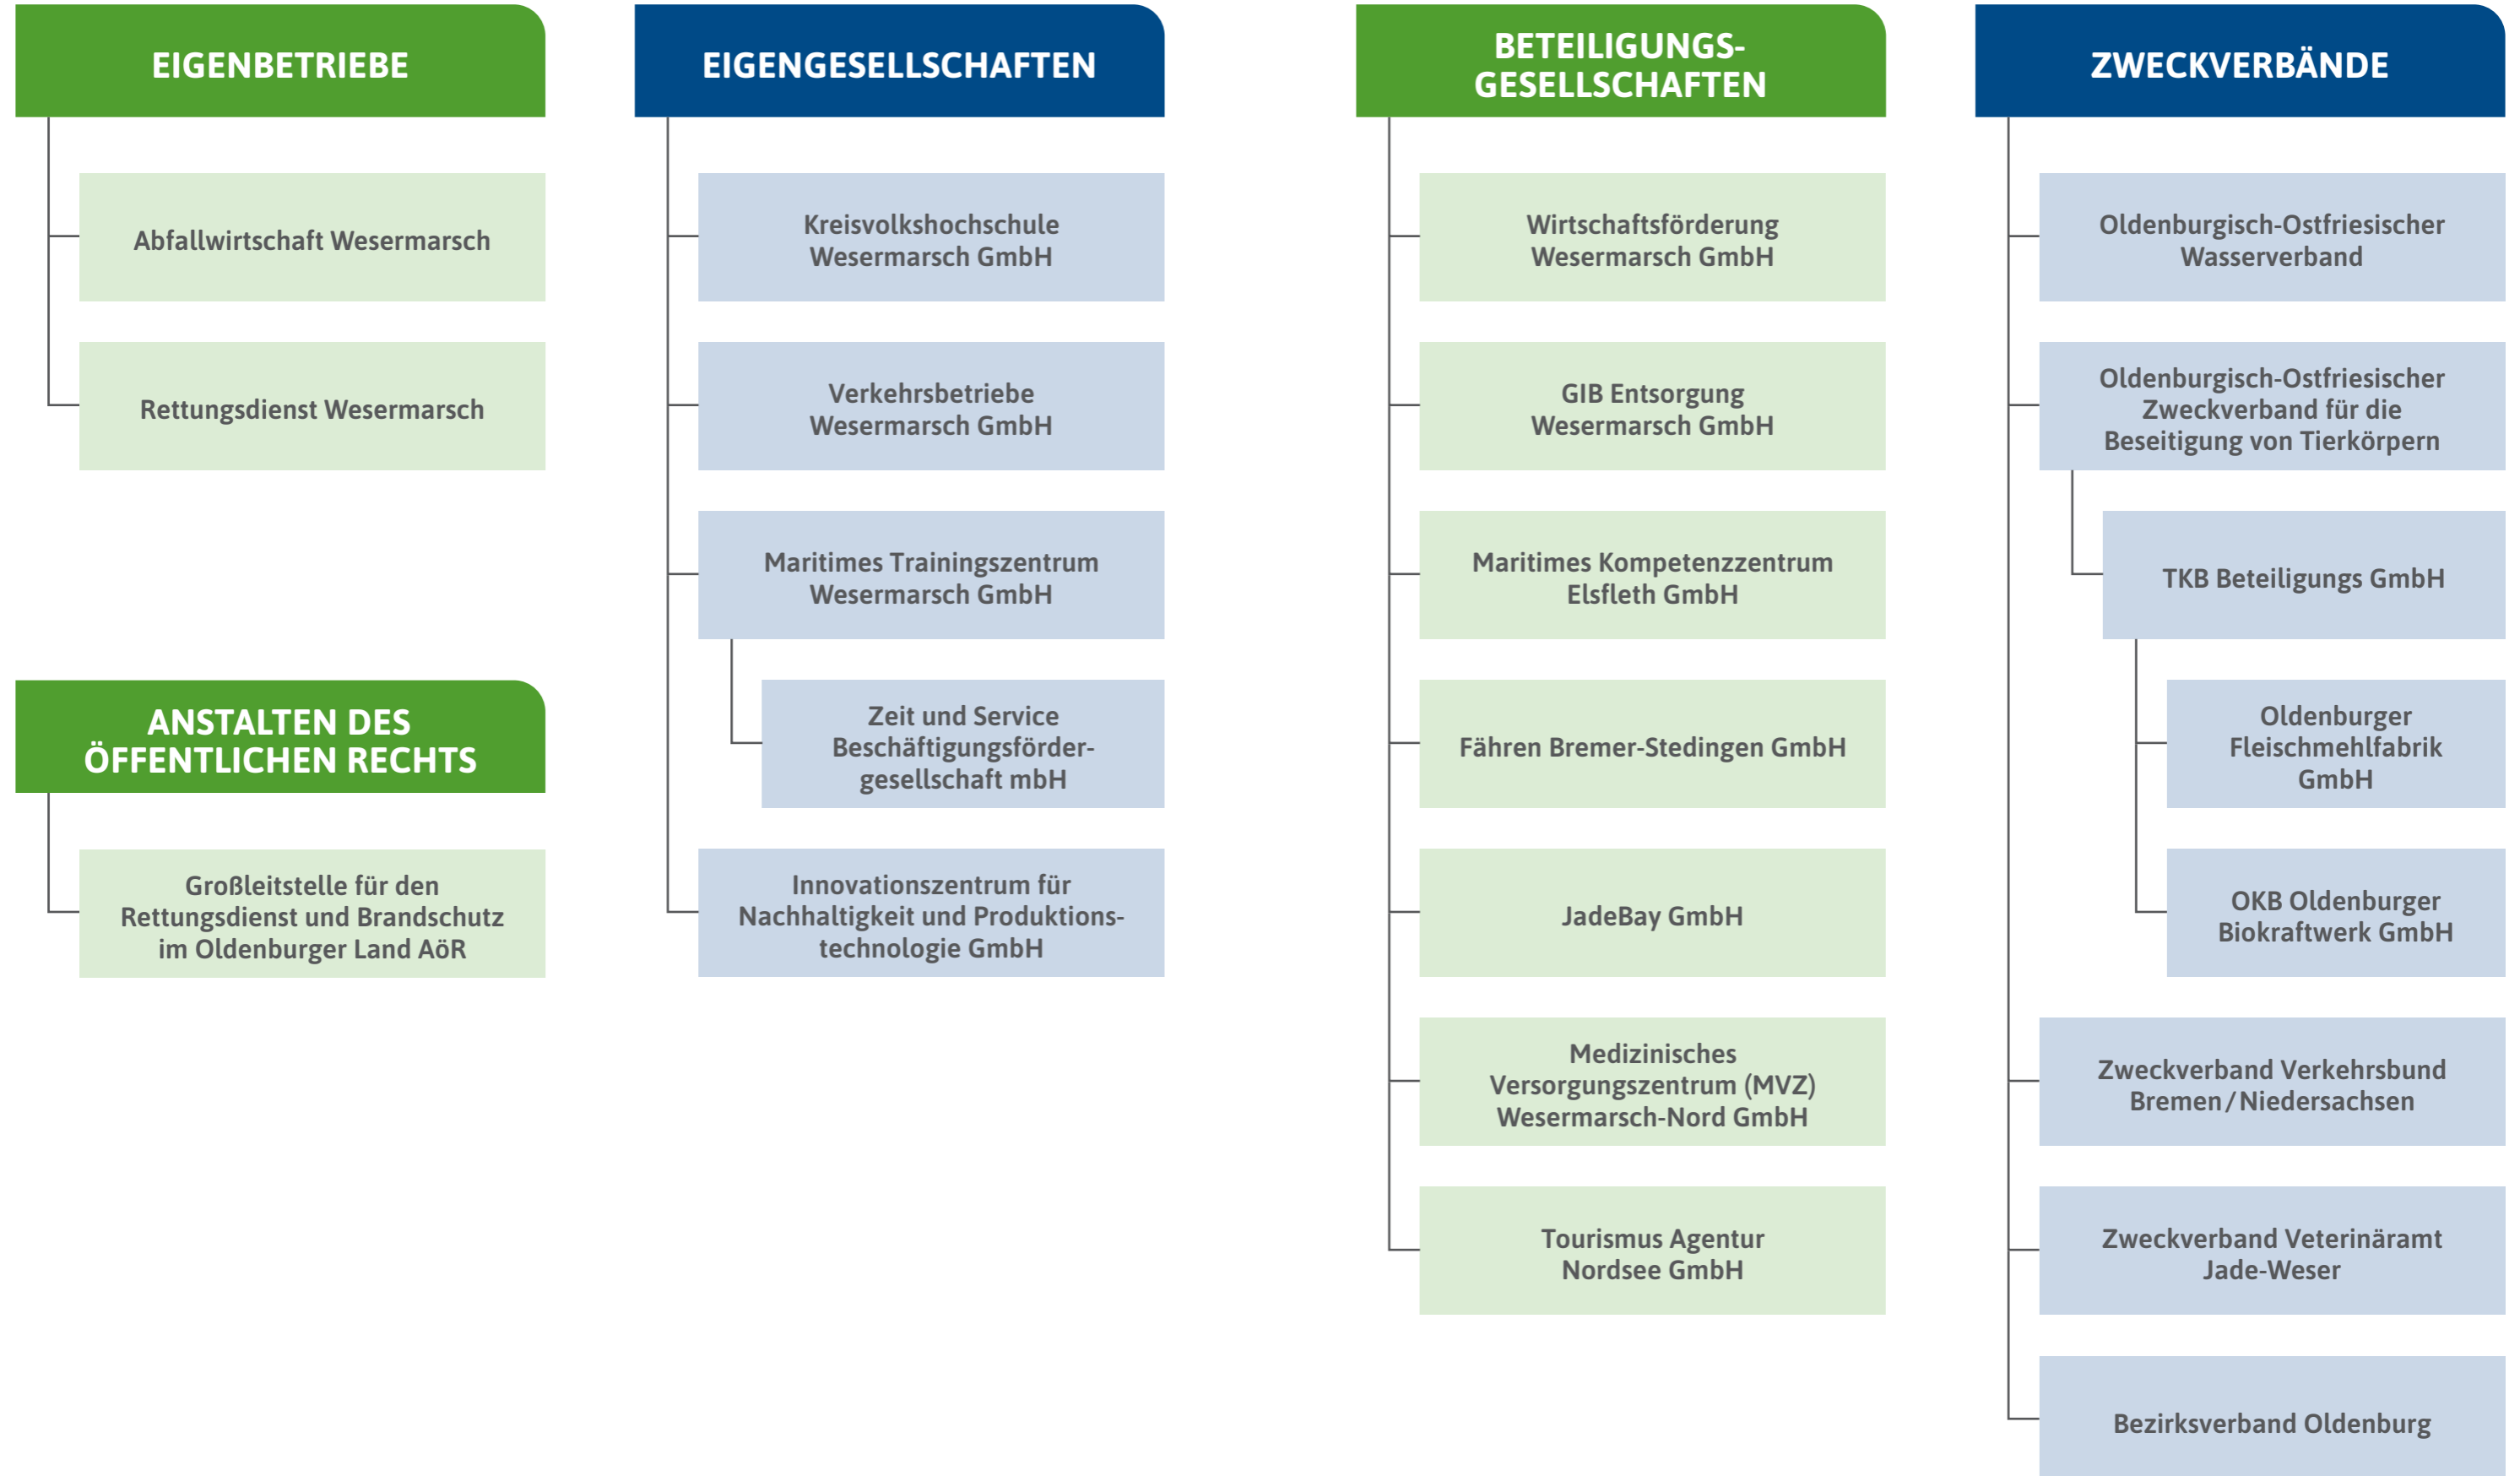 EIGENBETRIEBE
Abfallwirtschaft Wesermarsch
Rettungsdienst Wesermarsch
ANSTALTEN DES
ÖFFENTLICHEN RECHTS
Großleitstelle für den
Rettungsdienst und Brandschutz
im Oldenburger Land AöR
EIGENGESELLSCHAFTEN
Kreisvolkshochschule
Wesermarsch GmbH
Verkehrsbetriebe
Wesermarsch GmbH
Maritimes Trainingszentrum
Wesermarsch GmbH
Zeit und Service
Beschäftigungsförder-
gesellschaft mbH
Innovationszentrum für
Nachhaltigkeit und Produktions-
technologie GmbH
BETEILIGUNGS-
GESELLSCHAFTEN
Wirtschaftsförderung
Wesermarsch GmbH
GIB Entsorgung
Wesermarsch GmbH
Maritimes Kompetenzzentrum
Elsfleth GmbH
Fähren Bremer-Stedingen GmbH
JadeBay GmbH
Medizinisches
Versorgungszentrum (MVZ)
Wesermarsch-Nord GmbH
Tourismus Agentur
Nordsee GmbH
ZWECKVERBÄNDE
Oldenburgisch-Ostfriesischer
Wasserverband
Oldenburgisch-Ostfriesischer
Zweckverband für die
Beseitigung von Tierkörpern
TKB Beteiligungs GmbH
Oldenburger
Fleischmehlfabrik
GmbH
OKB Oldenburger
Biokraftwerk GmbH
Zweckverband Verkehrsbund
Bremen/Niedersachsen
Zweckverband Veterinäramt
Jade-Weser
Bezirksverband Oldenburg